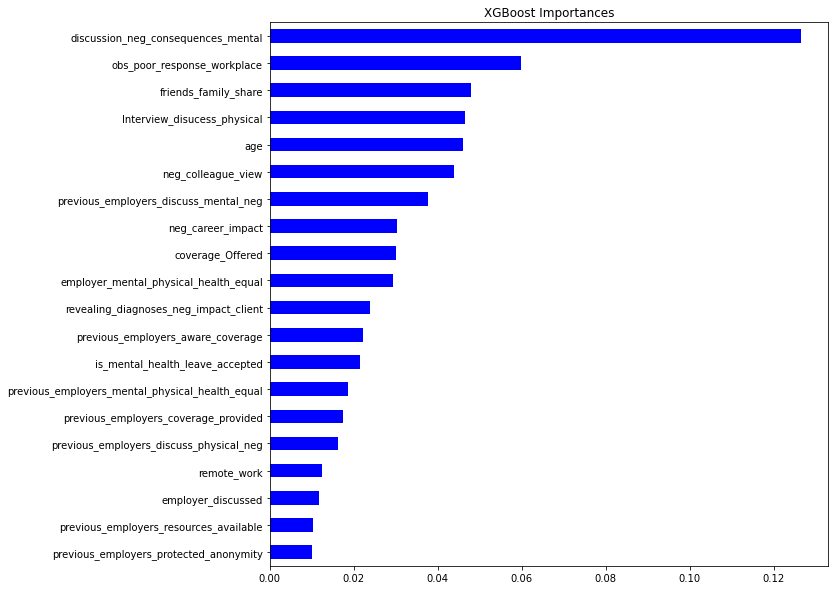 XGBoost Importances
discussion_neg_consequences_mental
obs_poor_response_workplace
friends_family_share
Interview_disucess_physical
age
neg_colleague_view
previous_employers_discuss_mental_neg
neg_career_impact
coverage_Offered
employer_mental_physical_health_equal
revealing_diagnoses_neg_impact_client
previous_employers_aware_coverage
is_mental_health_leave_accepted
previous_employers_mental_physical_health_equal
previous_employers_coverage_provided
previous_employers_discuss_physical_neg
remote_work
employer_discussed
previous_employers_resources_available
previous_employers_protected_anonymity
0.00 0.02 0.04 0.06 0.08 0.10 0.12